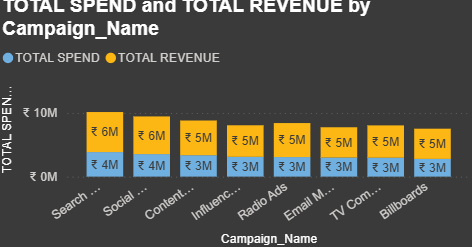 TOTAL SPEND and TOTAL REVENUE by
Campaign_Name
TOTAL SPEND TOTAL REVENUE
TOTAL SPEN...
₹ 10M
₹ 0M
₹ 6M ₹ 6M ₹ 5M ₹ 5M ₹ 5M ₹ 5M ₹ 5M ₹ 5M
₹ 4M ₹ 4M ₹ 3M ₹ 3M ₹ 3M ₹ 3M ₹ 3M ₹ 3M
Search ...
Social ...
Content...
Influenc...
Radio Ads
Email M...
TV Com...
Billboards
Campaign_Name